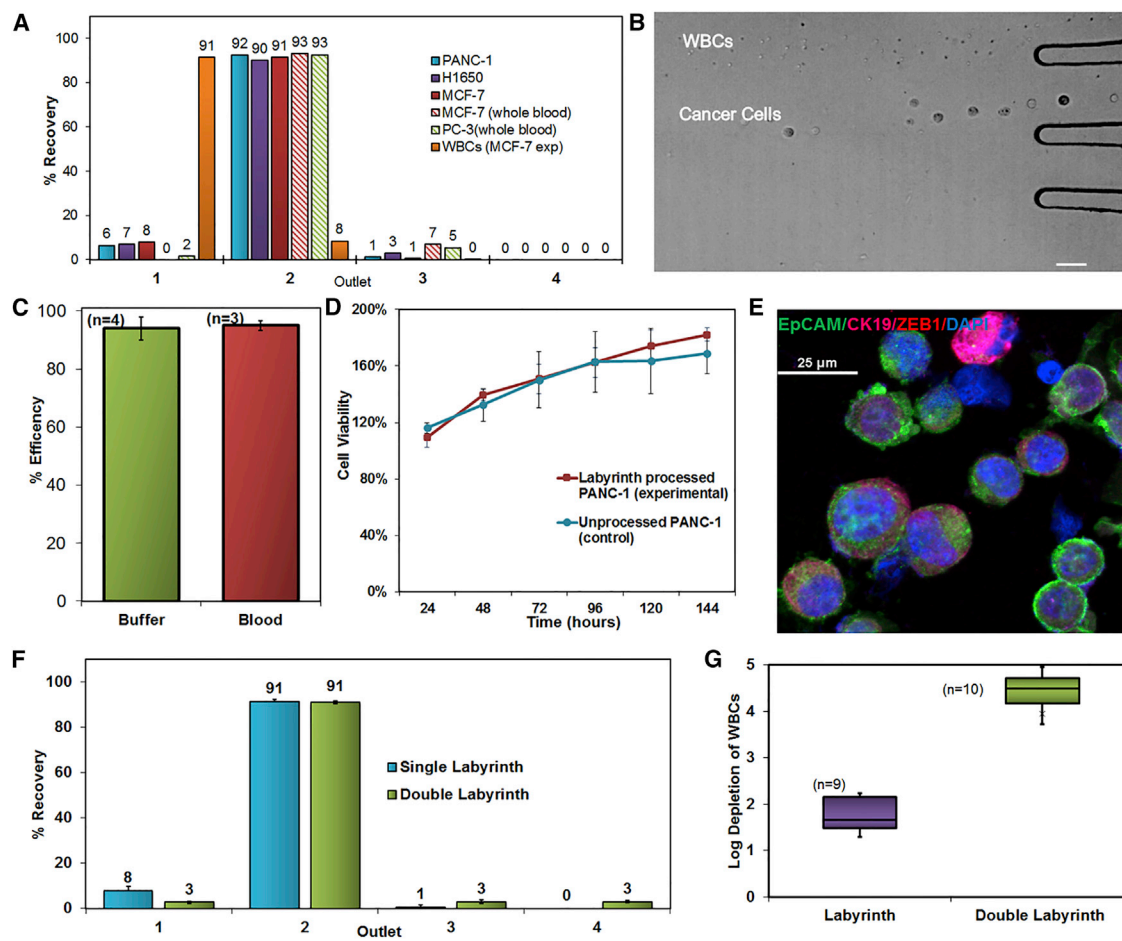 A
% Recovery
100
80
60
40
20
0
6 7 8 0 2 91
92 90 91 93 93 8
1 3 1 7 5 0
0 0 0 0 0 0
PANC-1
H1650
MCF-7
MCF-7 (whole blood)
PC-3(whole blood)
WBCs (MCF-7 exp)
1 2 3 4
Outlet
B
WBCs
Cancer Cells
C
% Efficency
100
80
60
40
20
0
(n=4) (n=3)
Buffer Blood
D
Cell Viability
200%
160%
120%
80%
40%
0%
Labyrinth processed
PANC-1 (experimental)
Unprocessed PANC-1
(control)
24 48 72 96 120 144
Time (hours)
E
EpCAM/CK19/ZEB1/DAPI
25 µm
F
% Recovery
100
80
60
40
20
0
8 3 91 91 1 3 0 3
Single Labyrinth
Double Labyrinth
1 2 3 4
Outlet
G
Log Depletion of WBCs
5
4
3
2
1
0
(n=9)
(n=10)
Labyrinth Double Labyrinth